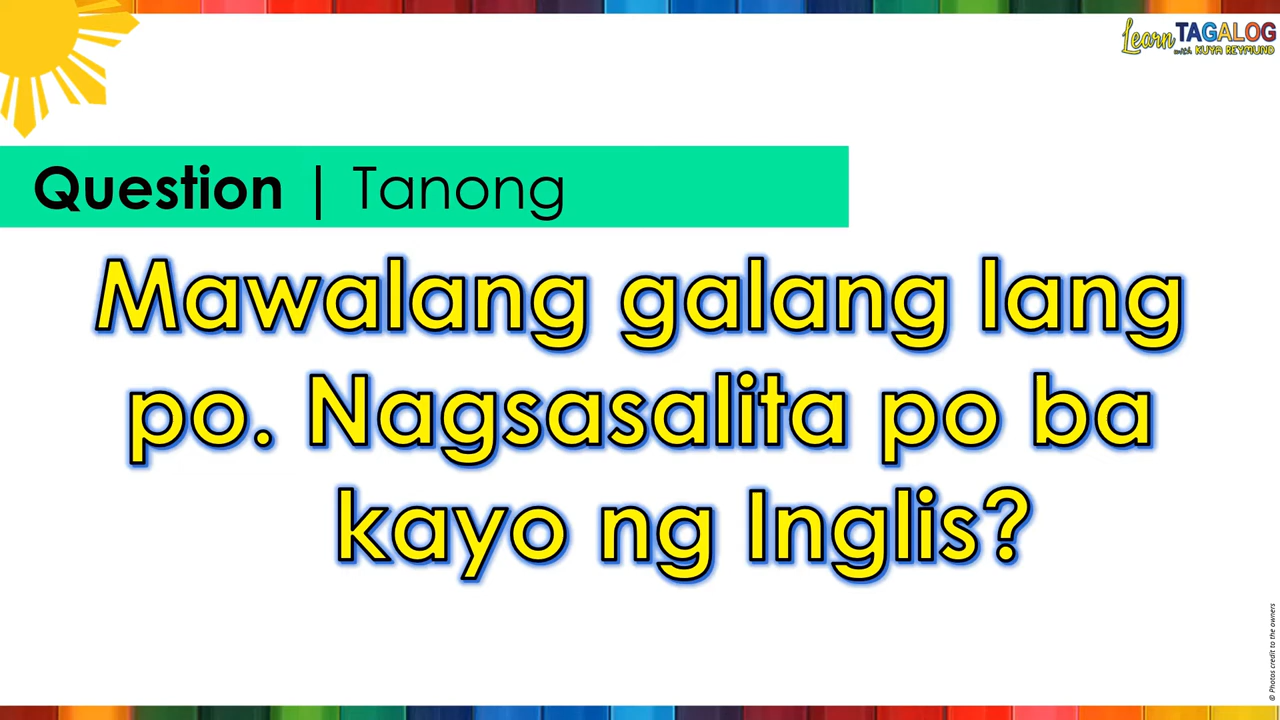 Learn TAGALOG
with KUYA REYMUND
Question | Tanong
Mawalang galang lang
po. Nagsasalita po ba
kayo ng Inglis?
© Photos credit to the owners